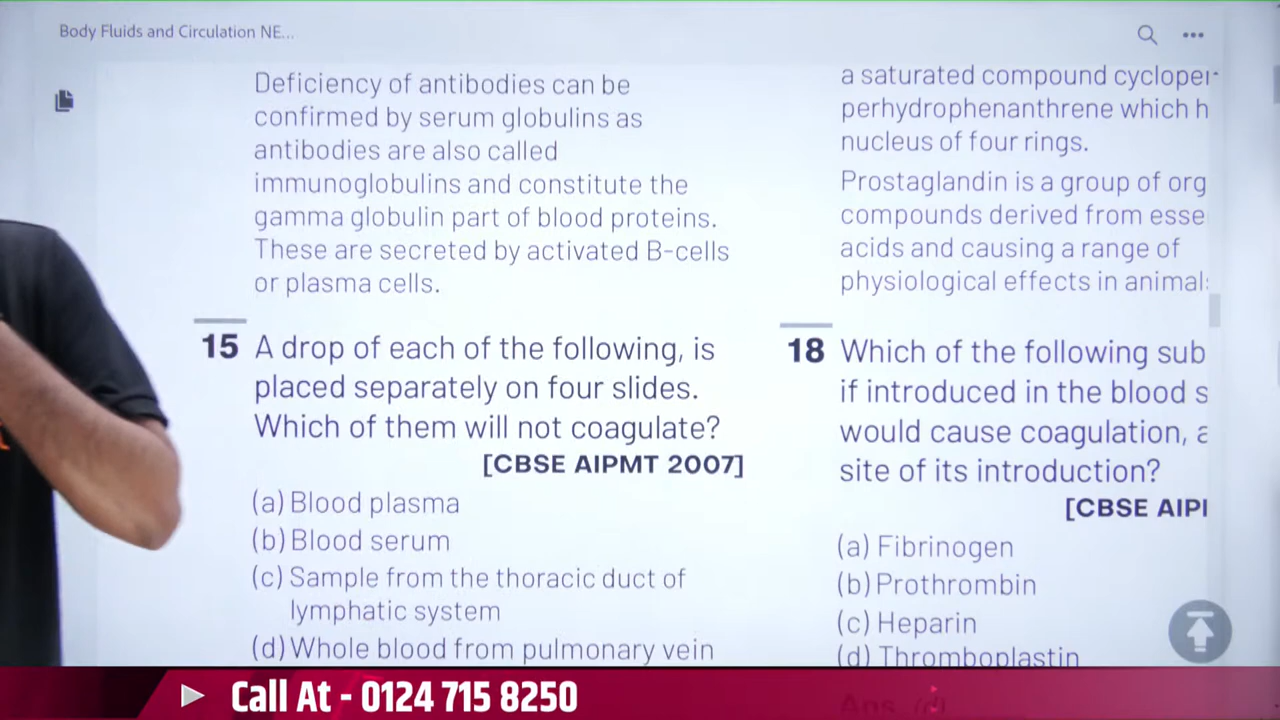 Body Fluids and Circulation NE...
Deficiency of antibodies can be
confirmed by serum globulins as
antibodies are also called
immunoglobulins and constitute the
gamma globulin part of blood proteins.
These are secreted by activated B-cells
or plasma cells.
15 A drop of each of the following, is
placed separately on four slides.
Which of them will not coagulate?
[CBSE AIPMT 2007]
(a) Blood plasma
(b) Blood serum
(c) Sample from the thoracic duct of
lymphatic system
(d) Whole blood from pulmonary vein
a saturated compound
perhydrophenanthrene which h
nucleus of four rings.
Prostaglandin is a group of org
compounds derived from esse
acids and causing a range of
physiological effects in animal
18 Which of the following sub
if introduced in the blood s
would cause coagulation, a
site of its introduction?
[CBSE AIP
(a) Fibrinogen
(b) Prothrombin
(c) Heparin
(d) Thromboplastin
Ans. (d)
Call At - 0124 715 8250